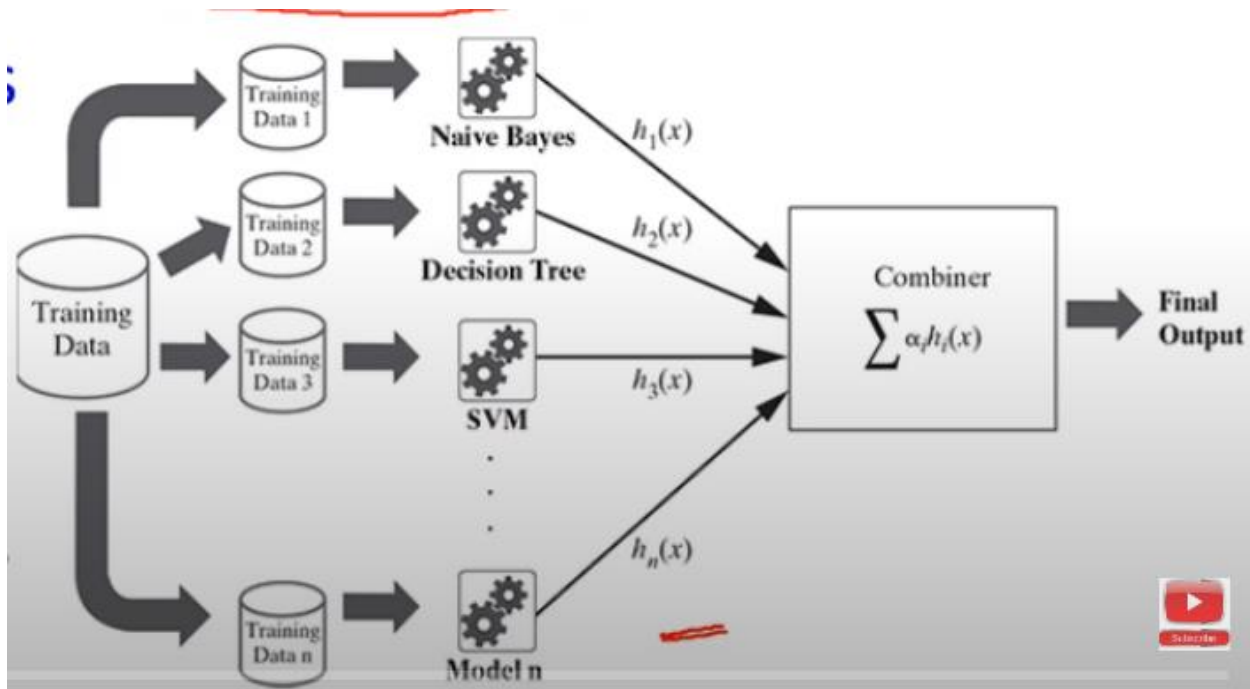 s
Training
Data
Training
Data 1
Training
Data 2
Training
Data 3
Training
Data n
Naive Bayes
Decision Tree
SVM
.
.
.
Model n
h₁(x)
h₂(x)
h₃(x)
hₙ(x)
Combiner
∑ αᵢhᵢ(x)
Final
Output
Subscribe